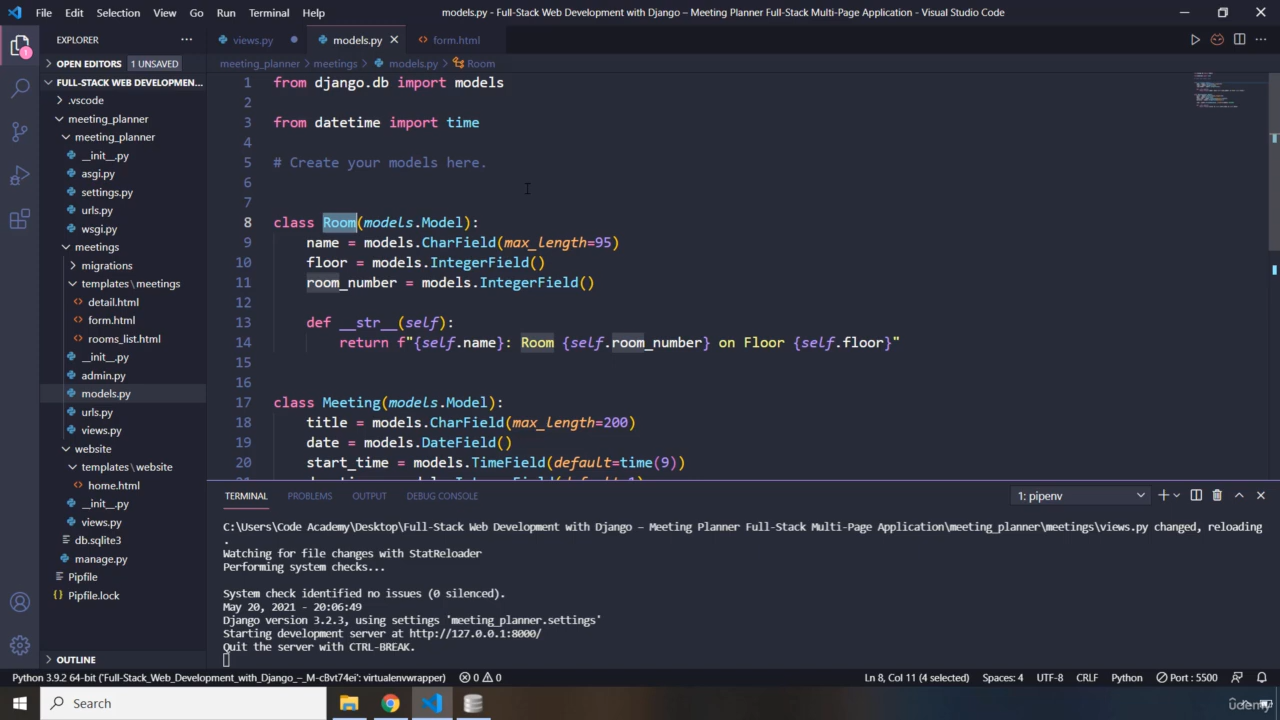 File Edit Selection View Go Run Terminal Help
models.py - Full-Stack Web Development with Django – Meeting Planner Full-Stack Multi-Page Application - Visual Studio Code
EXPLORER
OPEN EDITORS 1 UNSAVED
FULL-STACK WEB DEVELOPMEN...
.vscode
meeting_planner
meeting_planner
__init__.py
asgi.py
settings.py
urls.py
wsgi.py
meetings
migrations
templates \ meetings
detail.html
form.html
rooms_list.html
__init__.py
admin.py
models.py
urls.py
views.py
website
templates \ website
home.html
__init__.py
views.py
db.sqlite3
manage.py
Pipfile
Pipfile.lock
OUTLINE
views.py models.py form.html
meeting_planner meetings models.py Room
1 from django.db import models
2
3 from datetime import time
4
5 # Create your models here.
6
7
8 class Room(models.Model):
9 name = models.CharField(max_length=95)
10 floor = models.IntegerField()
11 room_number = models.IntegerField()
12
13 def __str__(self):
14 return f"{self.name}: Room {self.room_number} on Floor {self.floor}"
15
16
17 class Meeting(models.Model):
18 title = models.CharField(max_length=200)
19 date = models.DateField()
20 start_time = models.TimeField(default=time(9))
TERMINAL PROBLEMS OUTPUT DEBUG CONSOLE 1: pipenv
C:\Users\Code Academy\Desktop\Full-Stack Web Development with Django – Meeting Planner Full-Stack Multi-Page Application\meeting_planner\meetings\views.py changed, reloading
.
Watching for file changes with StatReloader
Performing system checks...
System check identified no issues (0 silenced).
May 20, 2021 - 20:06:49
Django version 3.2.3, using settings 'meeting_planner.settings'
Starting development server at http://127.0.0.1:8000/
Quit the server with CTRL-BREAK.
Python 3.9.2 64-bit ('Full-Stack_Web_Development_with_Django_–_M-cBvt74ei': virtualenvwrapper) 0 0 Ln 8, Col 11 (4 selected) Spaces: 4 UTF-8 CRLF Python Port : 5500
Search
udemy